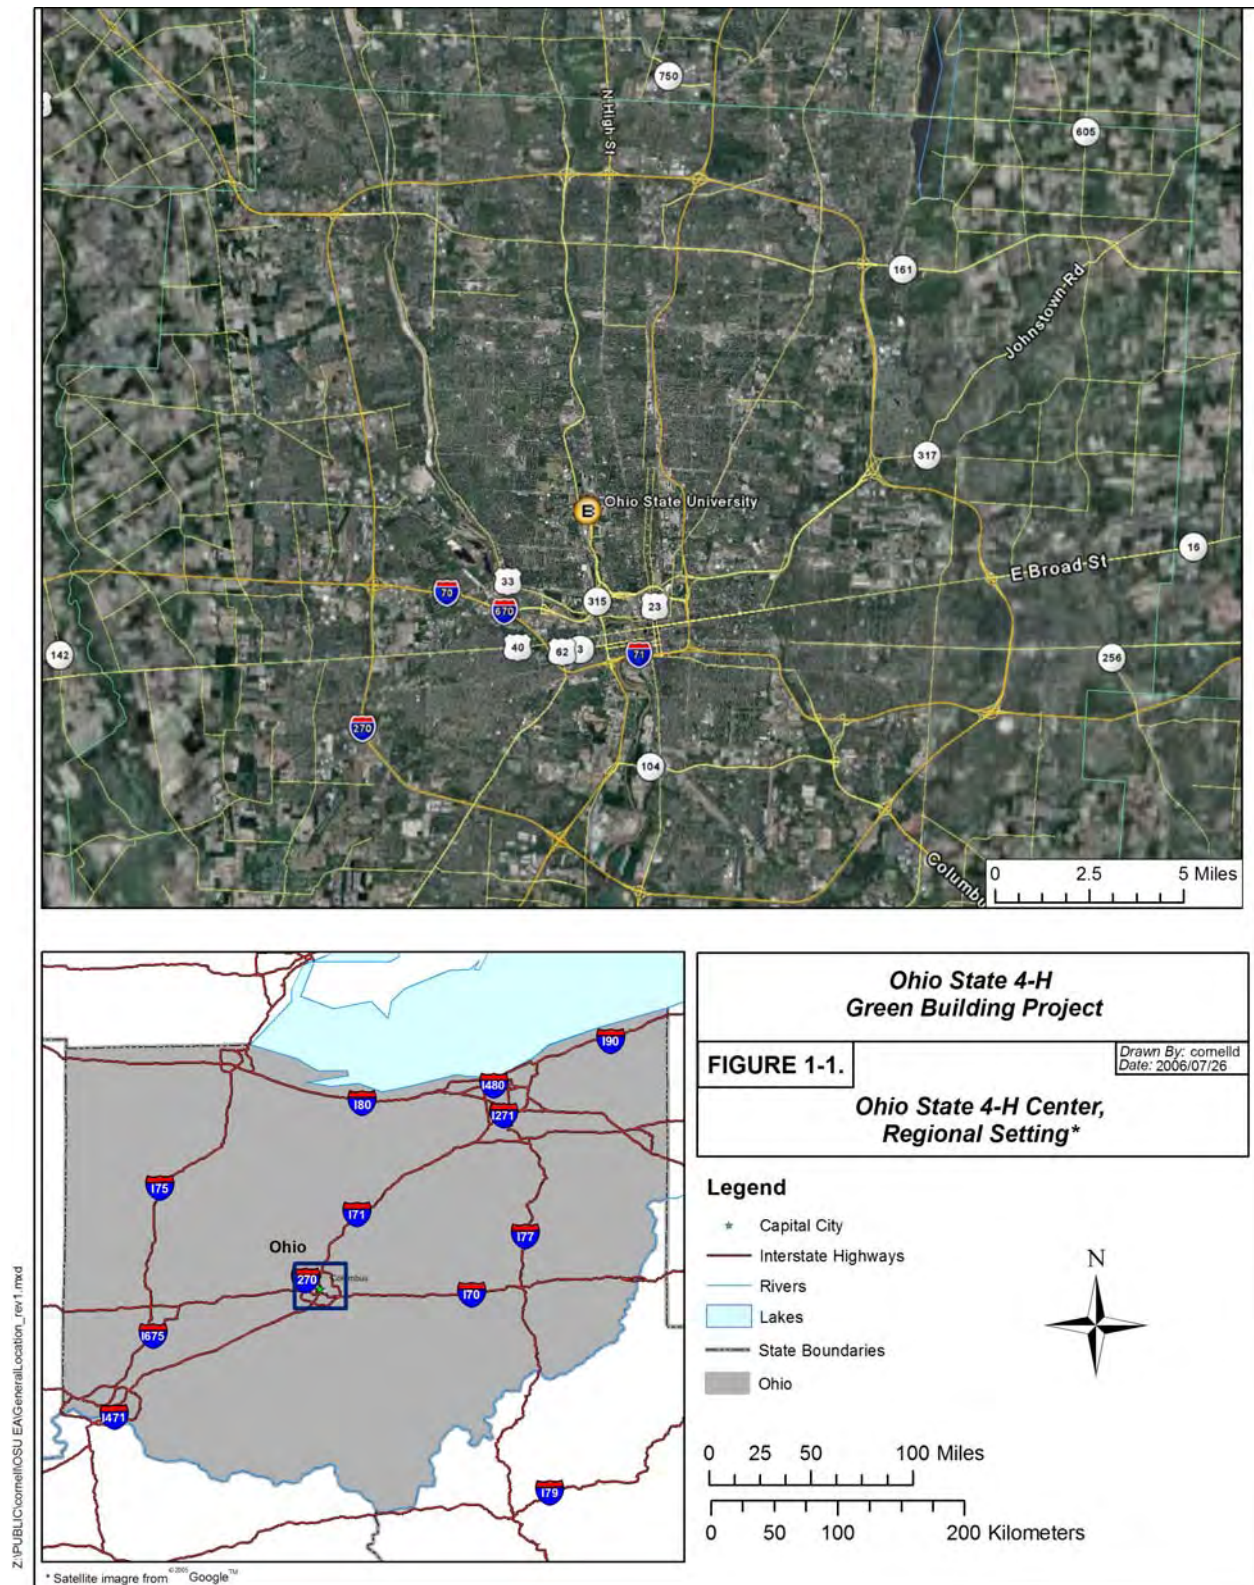 750
N High St
605
161
Johnstown Rd
317
Ohio State University
B
16
E Broad St
33
70
670
315
23
40
62
3
71
142
256
270
104
Columbu
0 2.5 5 Miles
Ohio State 4-H
Green Building Project
FIGURE 1-1.
Drawn By: cornelld
Date: 2006/07/26
Ohio State 4-H Center,
Regional Setting*
I90
I480
I80
I271
I75
I71
I77
Ohio
270
Columbus
I70
I675
I471
I79
Legend
Capital City
Interstate Highways
Rivers
Lakes
State Boundaries
Ohio
N
0 25 50 100 Miles
0 50 100 200 Kilometers
Z:\PUBLIC\cornell\OSU EA\GeneralLocation_rev1.mxd
* Satellite imagre from © 2005 Google™